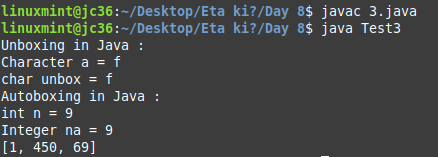 linuxmint@jc36:~/Desktop/Eta ki?/Day 8$ javac 3.java
linuxmint@jc36:~/Desktop/Eta ki?/Day 8$ java Test3
Unboxing in Java :
Character a = f
char unbox = f
Autoboxing in Java :
int n = 9
Integer na = 9
[1, 450, 69]